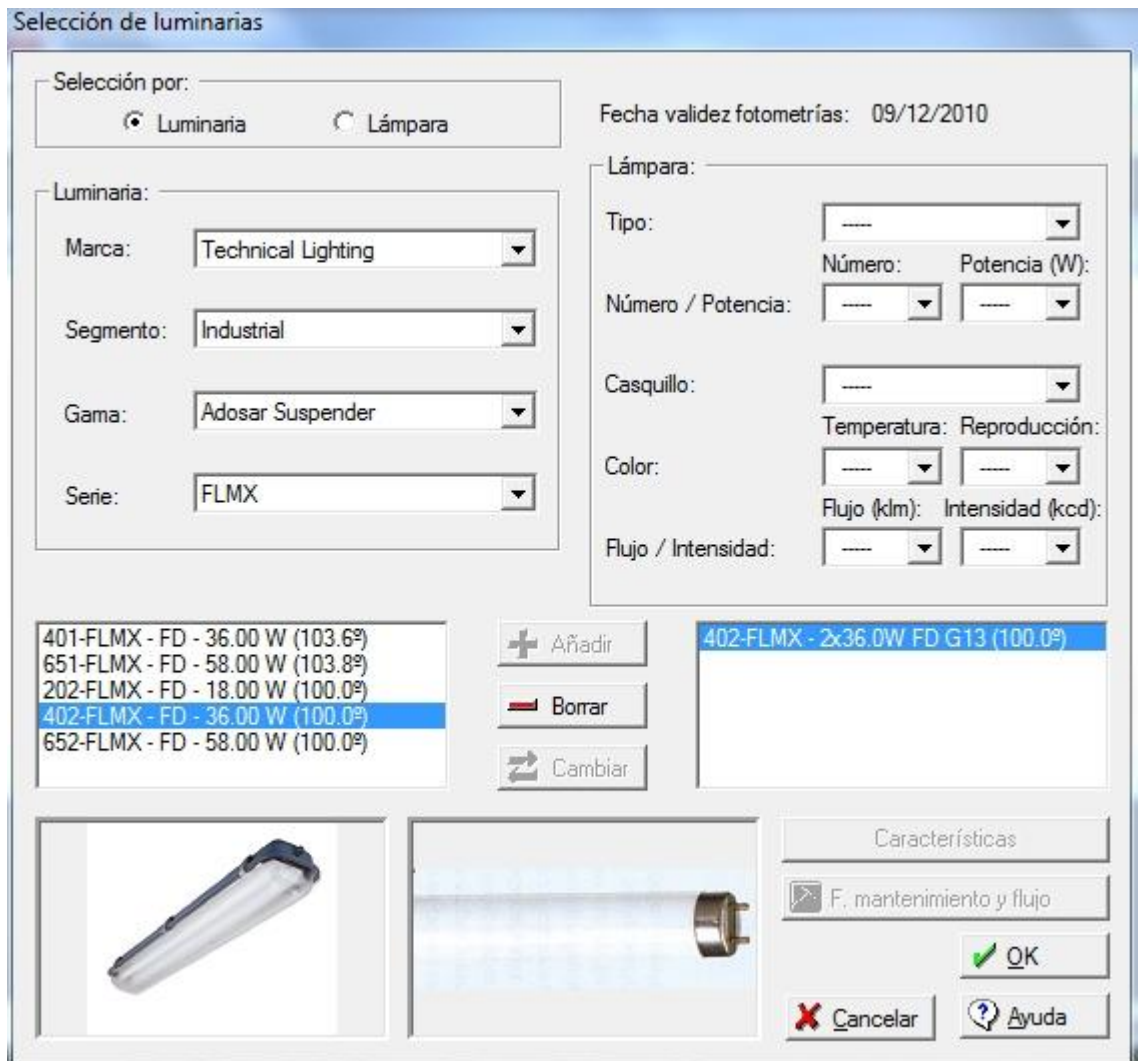 Selección de luminarias
Selección por:
Luminaria
Lámpara
Fecha validez fotometrías: 09/12/2010
Luminaria:
Marca: Technical Lighting
Segmento: Industrial
Gama: Adosar Suspender
Serie: FLMX
Lámpara:
Tipo: -----
Número: Potencia (W):
Número / Potencia: ----- -----
Casquillo: -----
Temperatura: Reproducción:
Color: ----- -----
Flujo (klm): Intensidad (kcd):
Flujo / Intensidad: ----- -----
401-FLMX - FD - 36.00 W (103.6º)
651-FLMX - FD - 58.00 W (103.8º)
202-FLMX - FD - 18.00 W (100.0º)
402-FLMX - FD - 36.00 W (100.0º)
652-FLMX - FD - 58.00 W (100.0º)
Añadir
Borrar
Cambiar
402-FLMX - 2x36.0W FD G13 (100.0º)
Características
F. mantenimiento y flujo
OK
Cancelar
Ayuda